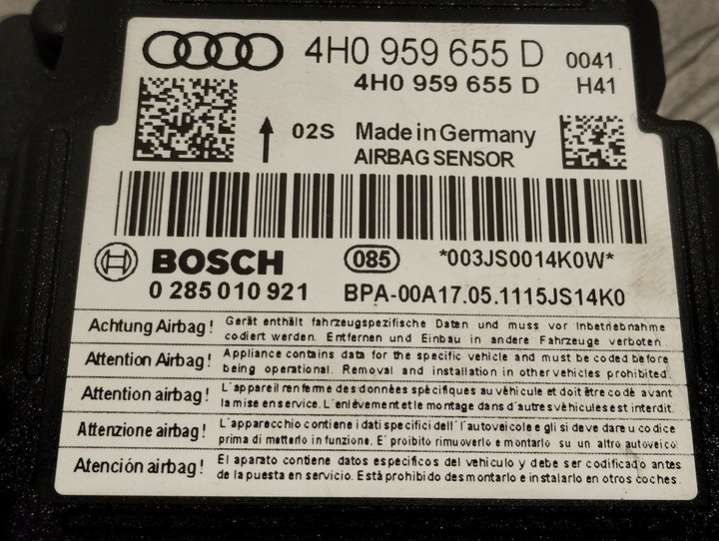 4H0 959 655 D 0041
4H0 959 655 D H41
02S Made in Germany
AIRBAG SENSOR
BOSCH 085 *003JS0014K0W*
0 285 010 921 BPA-00A17.05.1115JS14K0
Achtung Airbag! Gerät enthält fahrzeugspezifische Daten und muss vor Inbetriebnahme
codiert werden. Entfernen und Einbau in andere Fahrzeuge verboten.
Attention Airbag! Appliance contains data for the specific vehicle and must be coded before
being operational. Removal and installation in other vehicles prohibited.
Attention airbag! L'appareil renferme des données spécifiques au véhicule et doit être codé avant
la mise en service. L'enlèvement et le montage dans d'autres véhicules est interdit.
Attenzione airbag! L'apparecchio contiene i dati specifici dell'l'autoveicolo e gli si deve dare u codice
prima di metterlo in funzione. E' proibito rimuoverlo e montarlo su un altro autoveico
Atención airbag! El aparato contiene datos específicos del vehículo y debe ser codificado antes
de la puesta en servicio. Está prohibido desmontarlo e instalarlo en otros coches.